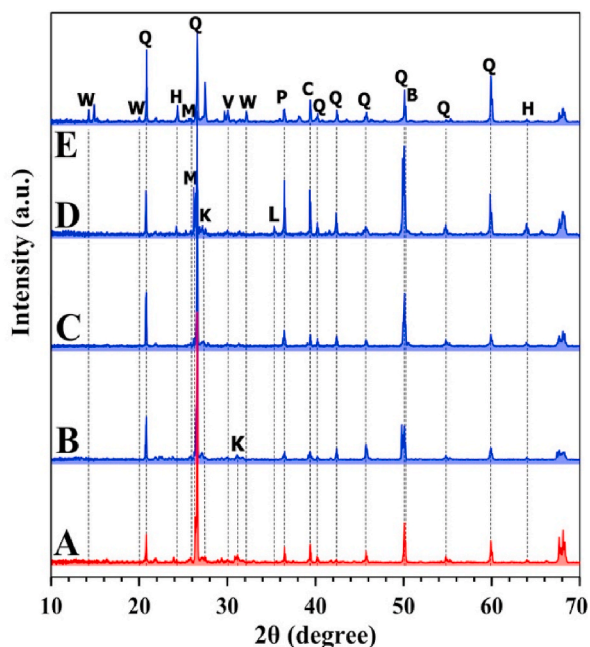 Q Q
W W H M V W P C Q Q Q Q B Q Q H
E
M K L
D
C
K
B
A
10 20 30 40 50 60 70
2θ (degree)
Intensity (a.u.)